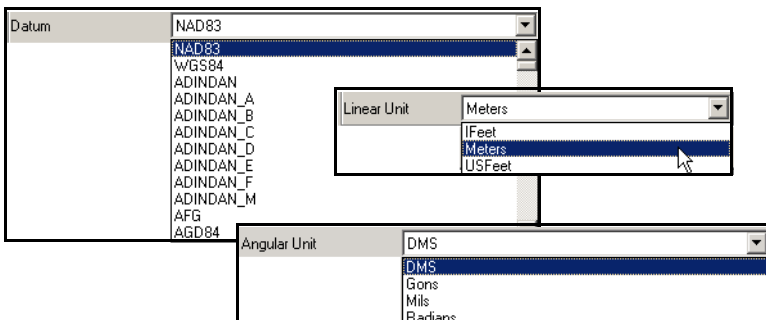 Datum NAD83
NAD83
WGS84
ADINDAN
ADINDAN_A
ADINDAN_B
ADINDAN_C
ADINDAN_D
ADINDAN_E
ADINDAN_F
ADINDAN_M
AFG
AGD84
Linear Unit Meters
IFeet
Meters
USFeet
Angular Unit DMS
DMS
Gons
Mils
Radians